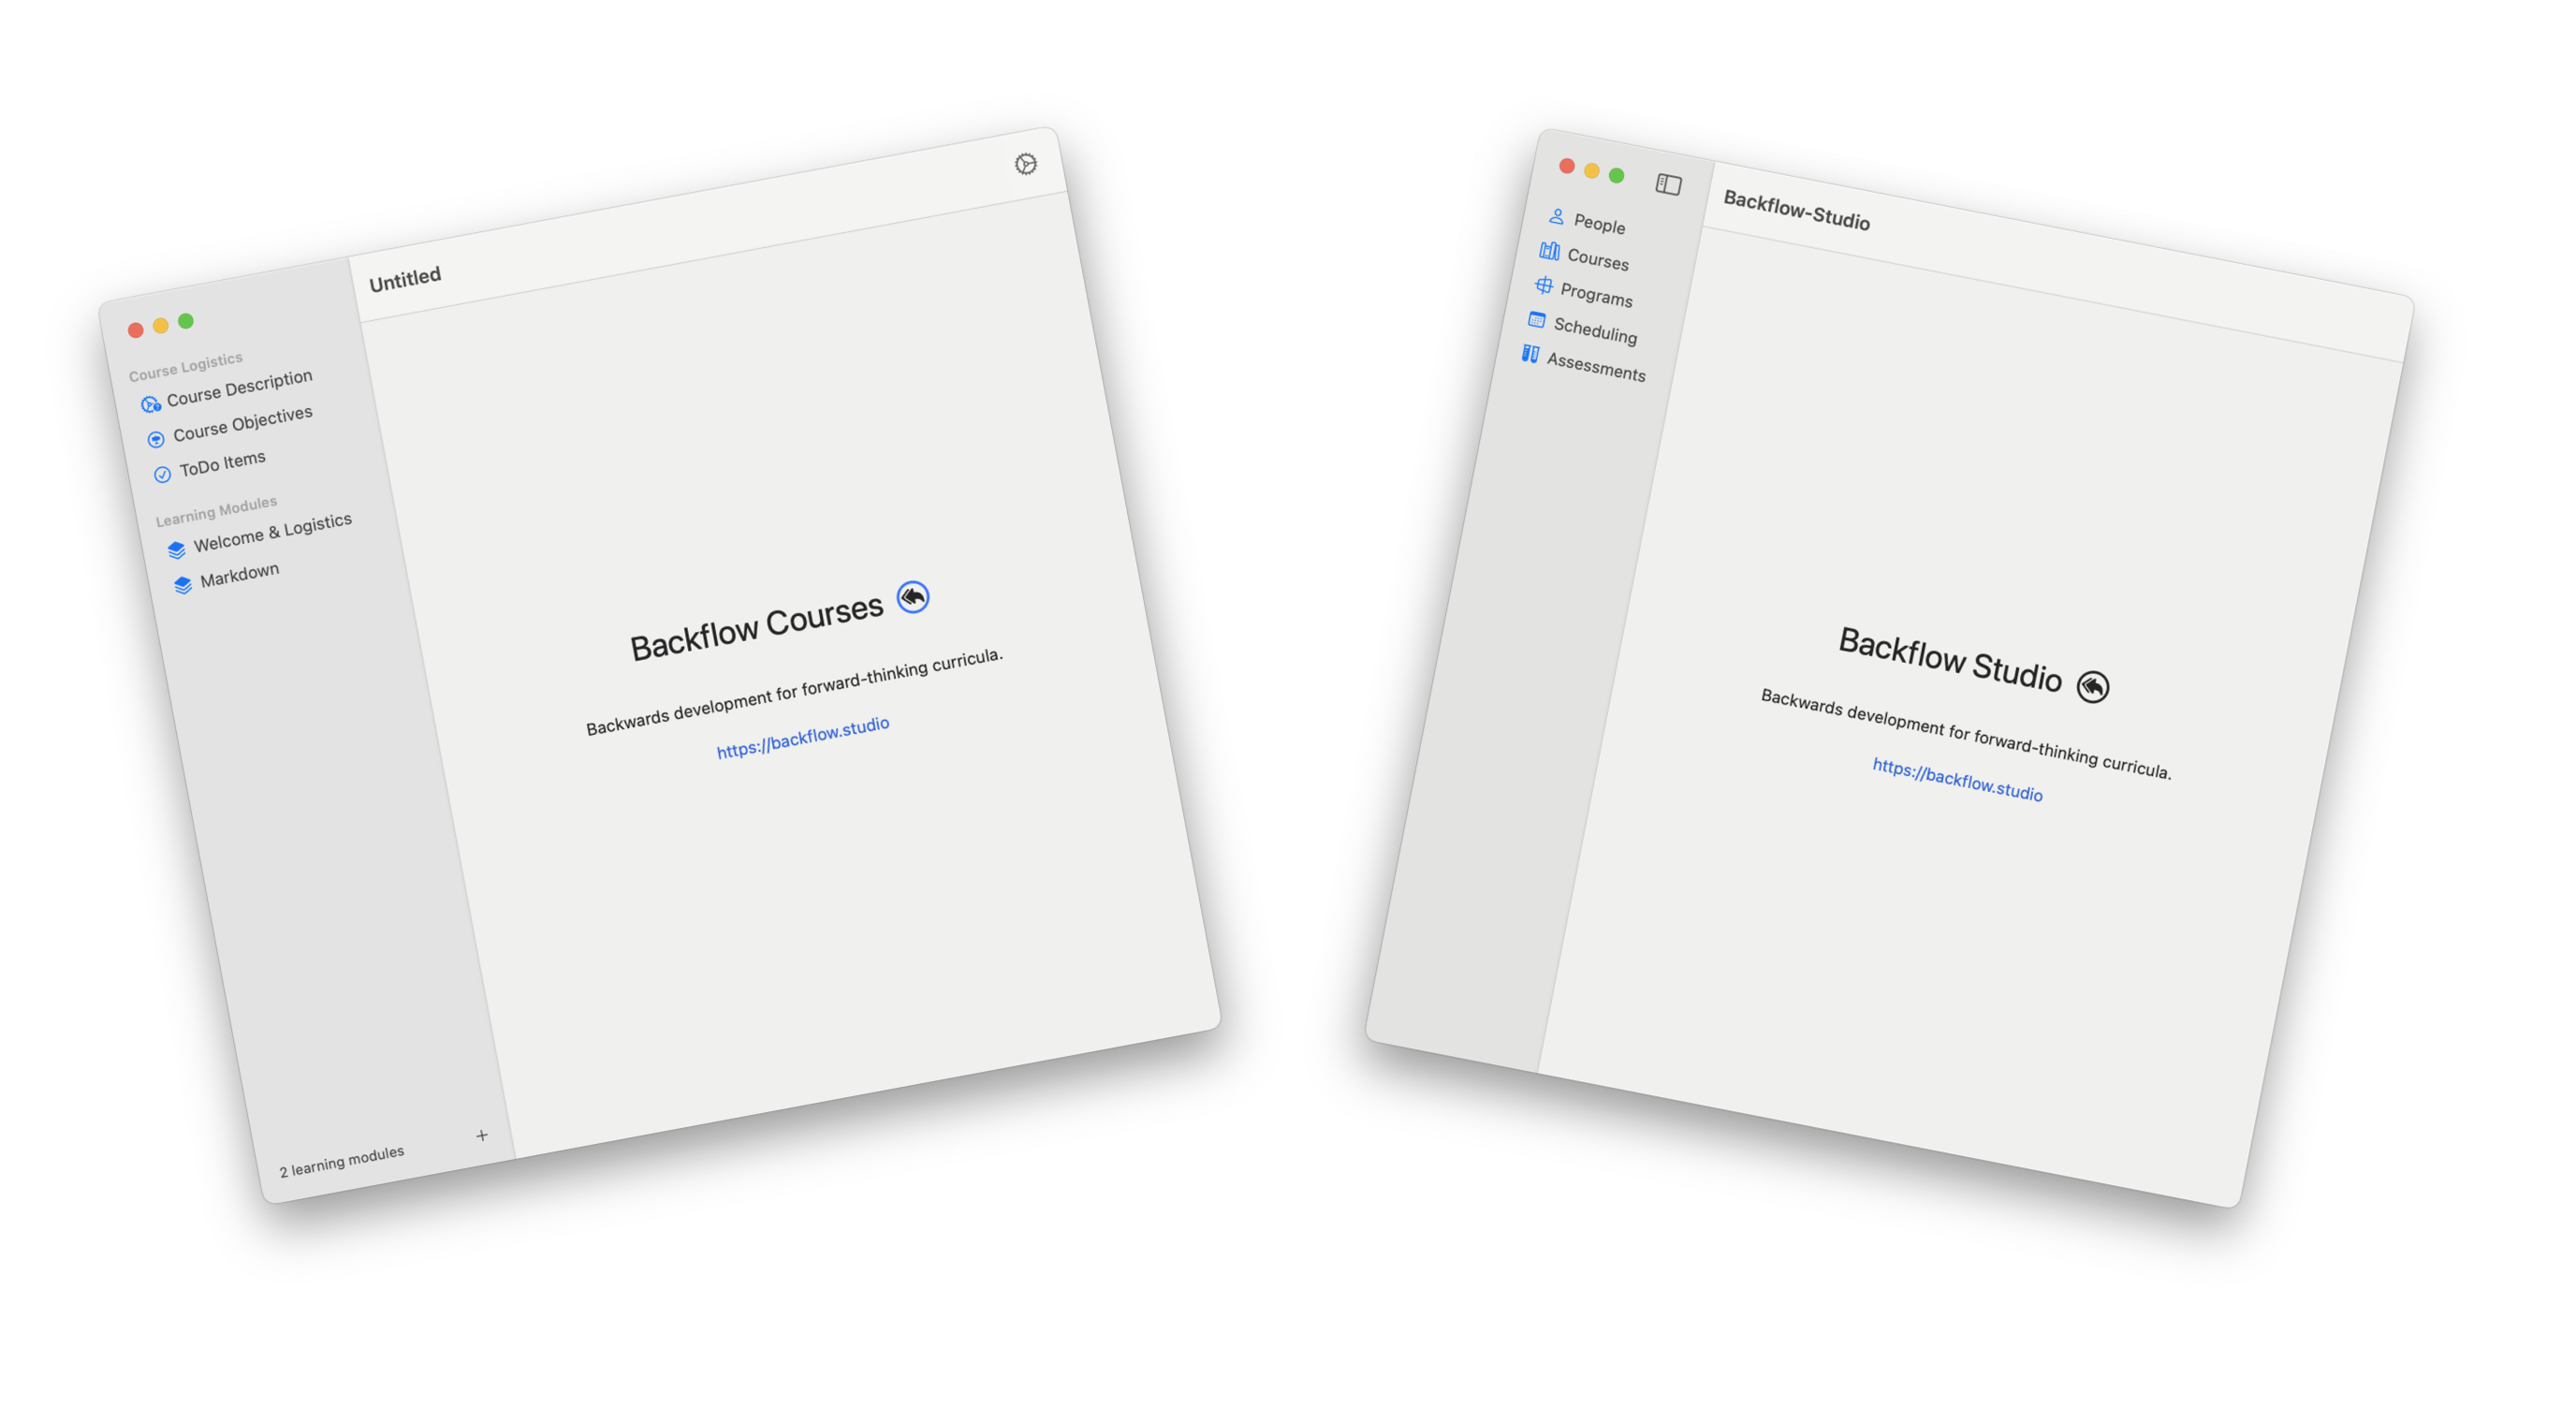 Untitled
Course Logistics
Course Description
Course Objectives
ToDo Items
Learning Modules
Welcome & Logistics
Markdown
Backflow Courses
Backwards development for forward-thinking curricula.
https://backflow.studio
2 learning modules
Backflow-Studio
People
Courses
Programs
Scheduling
Assessments
Backflow Studio
Backwards development for forward-thinking curricula.
https://backflow.studio